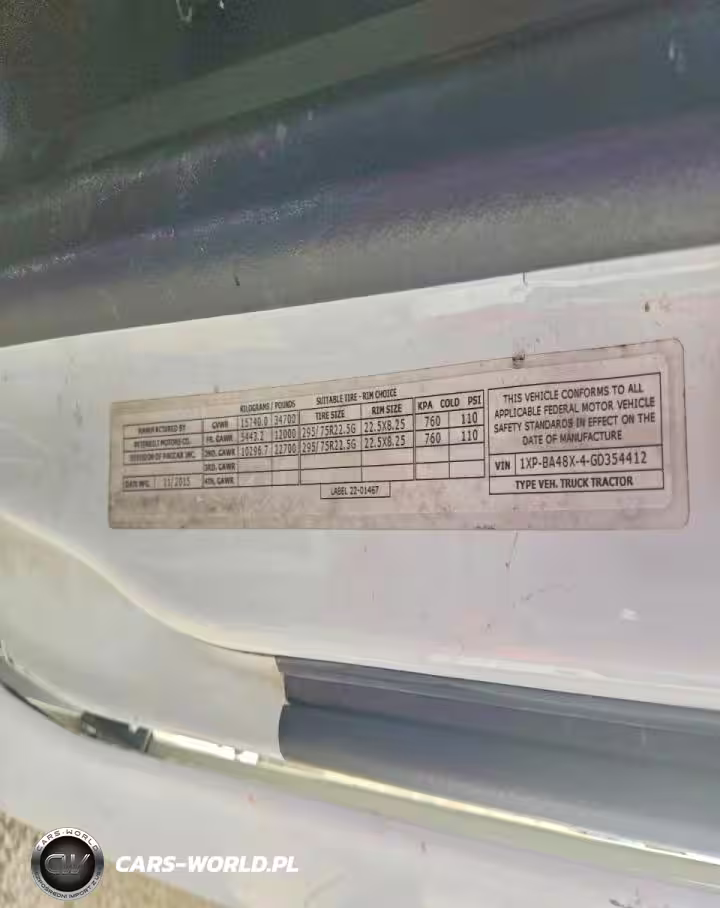 MANUFACTURED BY
PETERBILT MOTORS CO.
DIVISION OF PACCAR INC.
DATE MFG. 11/2015
KILOGRAMS / POUNDS SUITABLE TIRE - RIM CHOICE
TIRE SIZE RIM SIZE KPA COLD PSI
GVWR 15740.0 34700
FR. GAWR 5443.2 12000 295/75R22.5G 22.5X8.25 760 110
2ND. GAWR 10296.7 22700 295/75R22.5G 22.5X8.25 760 110
3RD. GAWR
4TH. GAWR
LABEL 22-01467
THIS VEHICLE CONFORMS TO ALL
APPLICABLE FEDERAL MOTOR VEHICLE
SAFETY STANDARDS IN EFFECT ON THE
DATE OF MANUFACTURE
VIN 1XP-BA48X-4-GD354412
TYPE VEH. TRUCK TRACTOR
CARS-WORLD
CW
CARS-WORLD.PL